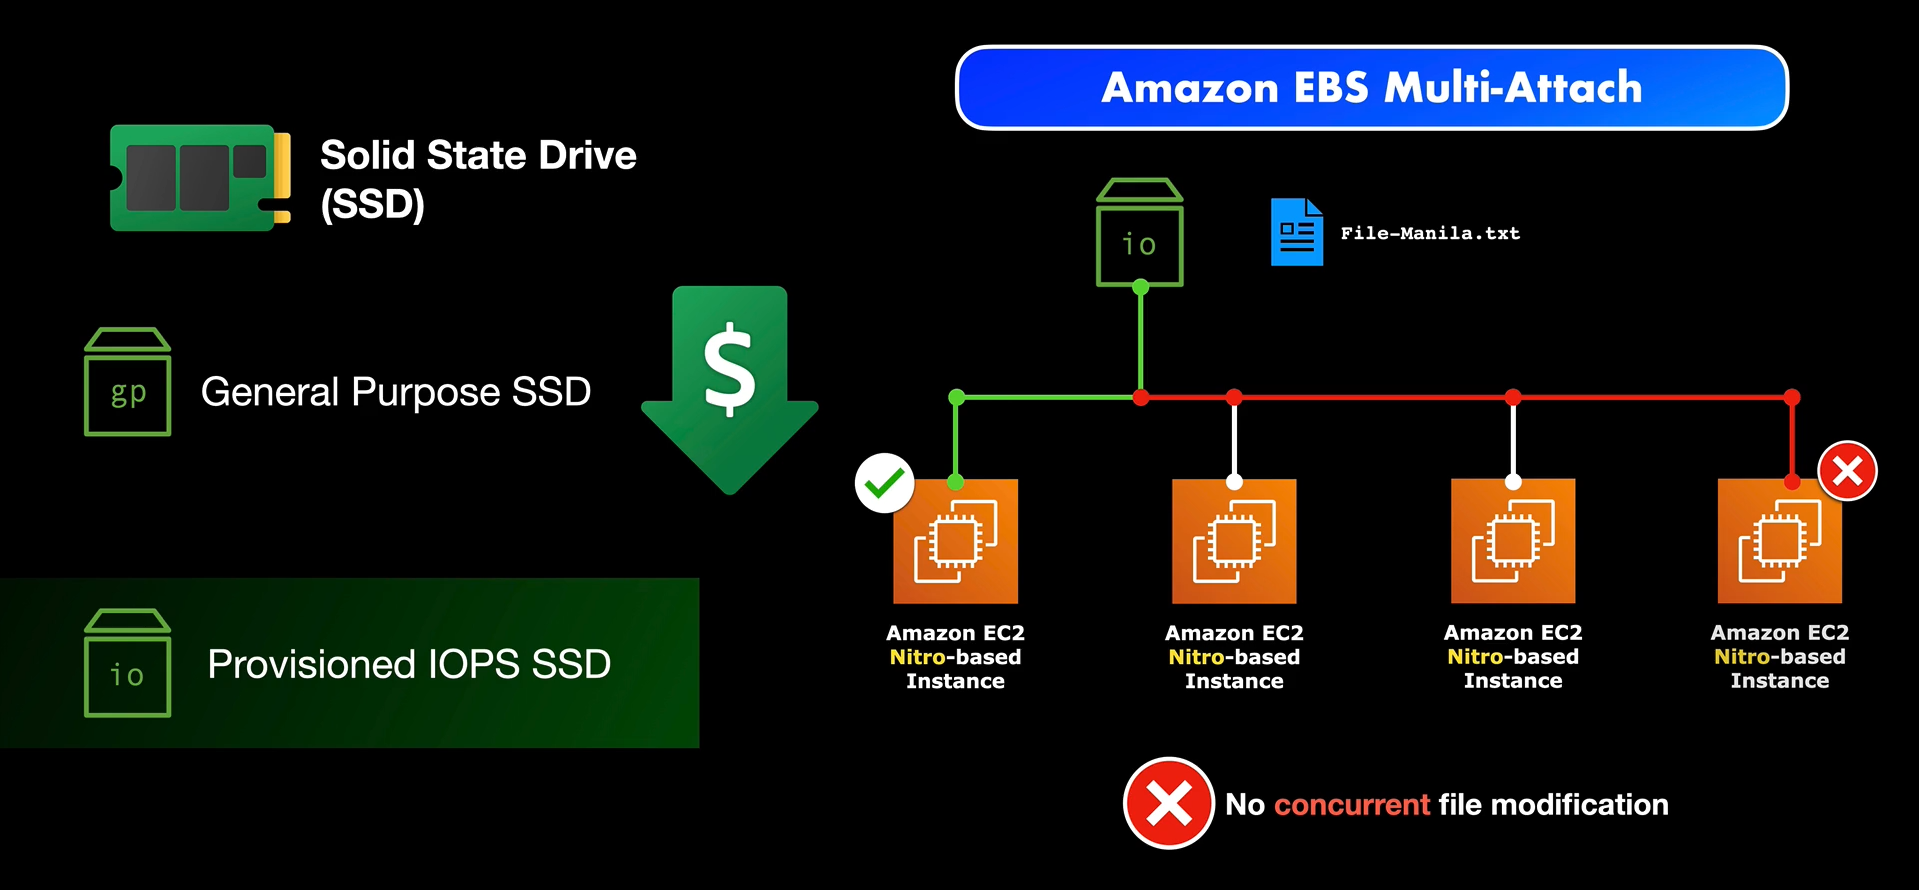 Amazon EBS Multi-Attach
Solid State Drive
(SSD)
io
File-Manila.txt
$
gp
General Purpose SSD
io
Provisioned IOPS SSD
Amazon EC2
Nitro-based
Instance
Amazon EC2
Nitro-based
Instance
Amazon EC2
Nitro-based
Instance
Amazon EC2
Nitro-based
Instance
No concurrent file modification